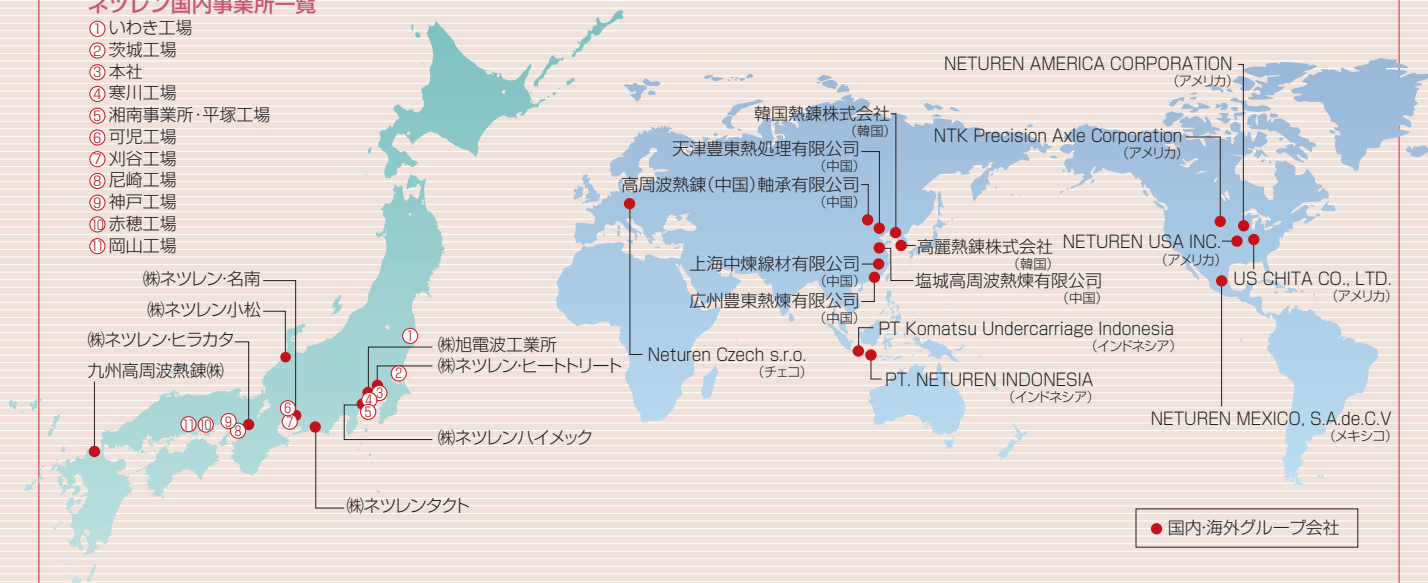 ネツレン国内事業所一覧
①いわき工場
②茨城工場
③本社
④寒川工場
⑤湘南事業所・平塚工場
⑥可児工場
⑦刈谷工場
⑧尼崎工場
⑨神戸工場
⑩赤穂工場
⑪岡山工場
㈱ネツレン・名南
㈱ネツレン小松
㈱ネツレン・ヒラカタ
九州高周波熱錬㈱
①
㈱旭電波工業所
㈱ネツレン・ヒートトリート
②
③
④
⑤
⑥
⑦
⑪⑩
⑨
⑧
㈱ネツレンハイメック
㈱ネツレンタクト
韓国熱錬株式会社
（韓国）
天津豊東熱処理有限公司
（中国）
高周波熱錬（中国）軸承有限公司
（中国）
高麗熱錬株式会社
（韓国）
上海中煉線材有限公司
（中国）
塩城高周波熱煉有限公司
（中国）
広州豊東熱煉有限公司
（中国）
Neturen Czech s.r.o.
（チェコ）
PT Komatsu Undercarriage Indonesia
（インドネシア）
PT. NETUREN INDONESIA
（インドネシア）
NETUREN AMERICA CORPORATION
（アメリカ）
NTK Precision Axle Corporation
（アメリカ）
NETUREN USA INC.
（アメリカ）
US CHITA CO., LTD.
（アメリカ）
NETUREN MEXICO, S.A.de.C.V
（メキシコ）
● 国内・海外グループ会社